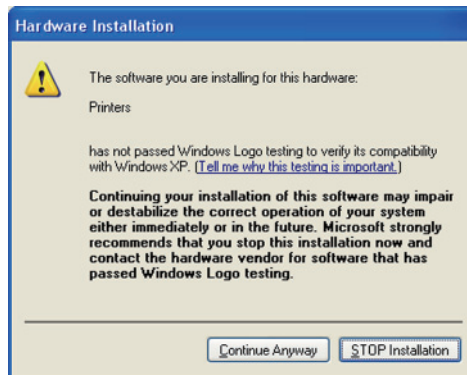 Hardware Installation
The software you are installing for this hardware:
Printers
has not passed Windows Logo testing to verify its compatibility
with Windows XP. (Tell me why this testing is important.)
Continuing your installation of this software may impair
or destabilize the correct operation of your system
either immediately or in the future. Microsoft strongly
recommends that you stop this installation now and
contact the hardware vendor for software that has
passed Windows Logo testing.
Continue Anyway
STOP Installation